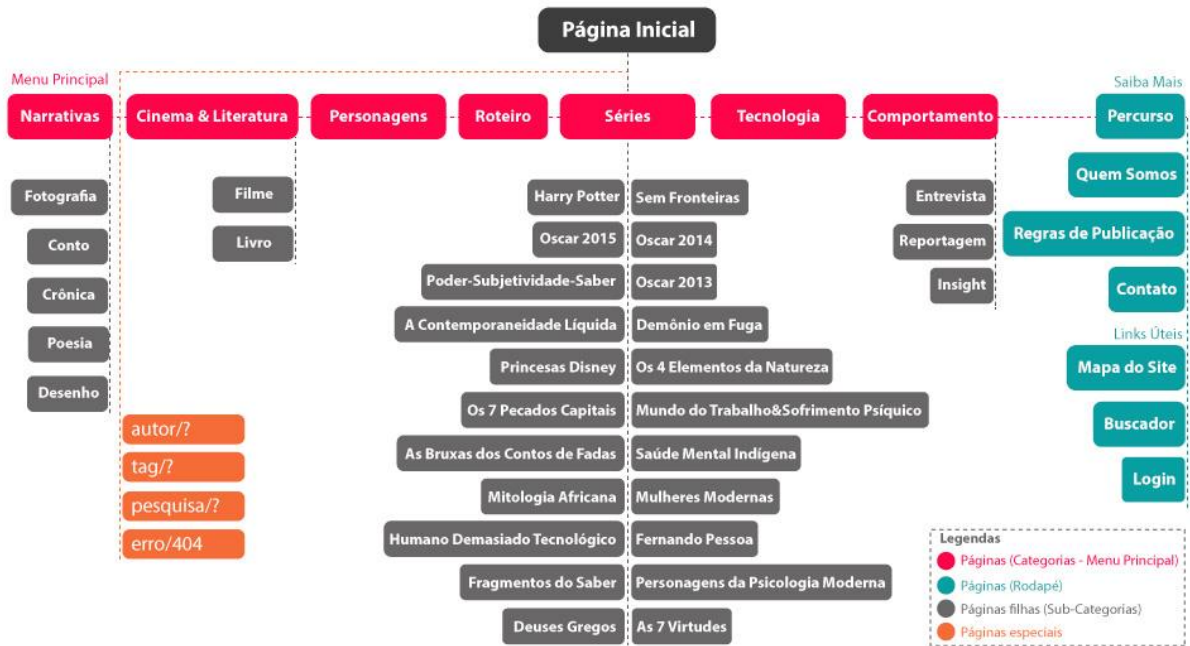 Página Inicial
Menu Principal
Saiba Mais
Narrativas
Cinema & Literatura
Personagens
Roteiro
Séries
Tecnologia
Comportamento
Percurso
Fotografia
Conto
Crônica
Poesia
Desenho
Filme
Livro
autor/?
tag/?
pesquisa/?
erro/404
Harry Potter
Sem Fronteiras
Oscar 2015
Oscar 2014
Poder-Subjetividade-Saber
Oscar 2013
A Contemporaneidade Líquida
Demônio em Fuga
Princesas Disney
Os 4 Elementos da Natureza
Os 7 Pecados Capitais
Mundo do Trabalho&Sofrimento Psíquico
As Bruxas dos Contos de Fadas
Saúde Mental Indígena
Mitologia Africana
Mulheres Modernas
Humano Demasiado Tecnológico
Fernando Pessoa
Fragmentos do Saber
Personagens da Psicologia Moderna
Deuses Gregos
As 7 Virtudes
Entrevista
Reportagem
Insight
Quem Somos
Regras de Publicação
Contato
Links Úteis
Mapa do Site
Buscador
Login
Legendas
Páginas (Categorias - Menu Principal)
Páginas (Rodapé)
Páginas filhas (Sub-Categorias)
Páginas especiais